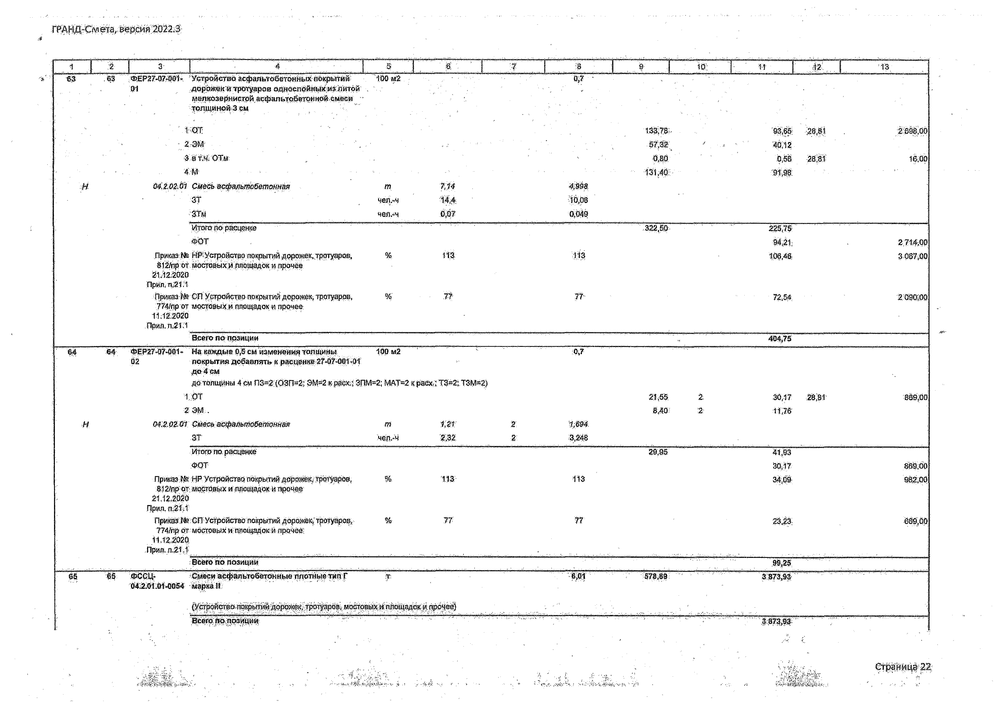 ГРАНД-Смета, версия 2022.3
1 2 3 4 5 6 7 8 9 10 11 12 13
63 63 ФЕР27-07-001- Устройство асфальтобетонных покрытий 100 м2 0,7
01 дорожек и тротуаров однослойных из литой
мелкозернистой асфальтобетонной смеси
толщиной 3 см
1 ОТ 133,78 93,65 28,81 2 698,00
2 ЭМ 57,32 40,12
3 в т.ч. ОТм 0,80 0,56 28,81 16,00
4 М 131,40 91,98
Н 04.2.02.01 Смесь асфальтобетонная т 7,14 4,998
ЗТ чел.-ч 14,4 10,08
ЗТм чел.-ч 0,07 0,049
Итого по расценке 322,50 225,75
ФОТ 94,21 2 714,00
Приказ № НР Устройство покрытий дорожек, тротуаров, % 113 113 106,46 3 067,00
812/пр от мостовых и площадок и прочее
21.12.2020
Прил. п.21.1
Приказ № СП Устройство покрытий дорожек, тротуаров, % 77 77 72,54 2 090,00
774/пр от мостовых и площадок и прочее
11.12.2020
Прил. п.21.1
Всего по позиции 404,75
64 64 ФЕР27-07-001- На каждые 0,5 см изменения толщины 100 м2 0,7
02 покрытия добавлять к расценке 27-07-001-01
до 4 см
до толщины 4 см ПЗ=2 (ОЗП=2; ЭМ=2 к расх.; ЗПМ=2; МАТ=2 к расх.; ТЗ=2; ТЗМ=2)
1 ОТ 21,55 2 30,17 28,81 869,00
2 ЭМ 8,40 2 11,76
Н 04.2.02.01 Смесь асфальтобетонная т 1,21 2 1,694
ЗТ чел.-ч 2,32 2 3,248
Итого по расценке 29,95 41,93
ФОТ 30,17 869,00
Приказ № НР Устройство покрытий дорожек, тротуаров, % 113 113 34,09 982,00
812/пр от мостовых и площадок и прочее
21.12.2020
Прил. п.21.1
Приказ № СП Устройство покрытий дорожек, тротуаров, % 77 77 23,23 669,00
774/пр от мостовых и площадок и прочее
11.12.2020
Прил. п.21.1
Всего по позиции 99,25
65 65 ФССЦ- Смеси асфальтобетонные плотные тип Г т 6,01 578,89 3 873,93
04.2.01.01-0054 марка II
(Устройство покрытий дорожек, тротуаров, мостовых и площадок и прочее)
Всего по позиции 3 873,93
Страница 22